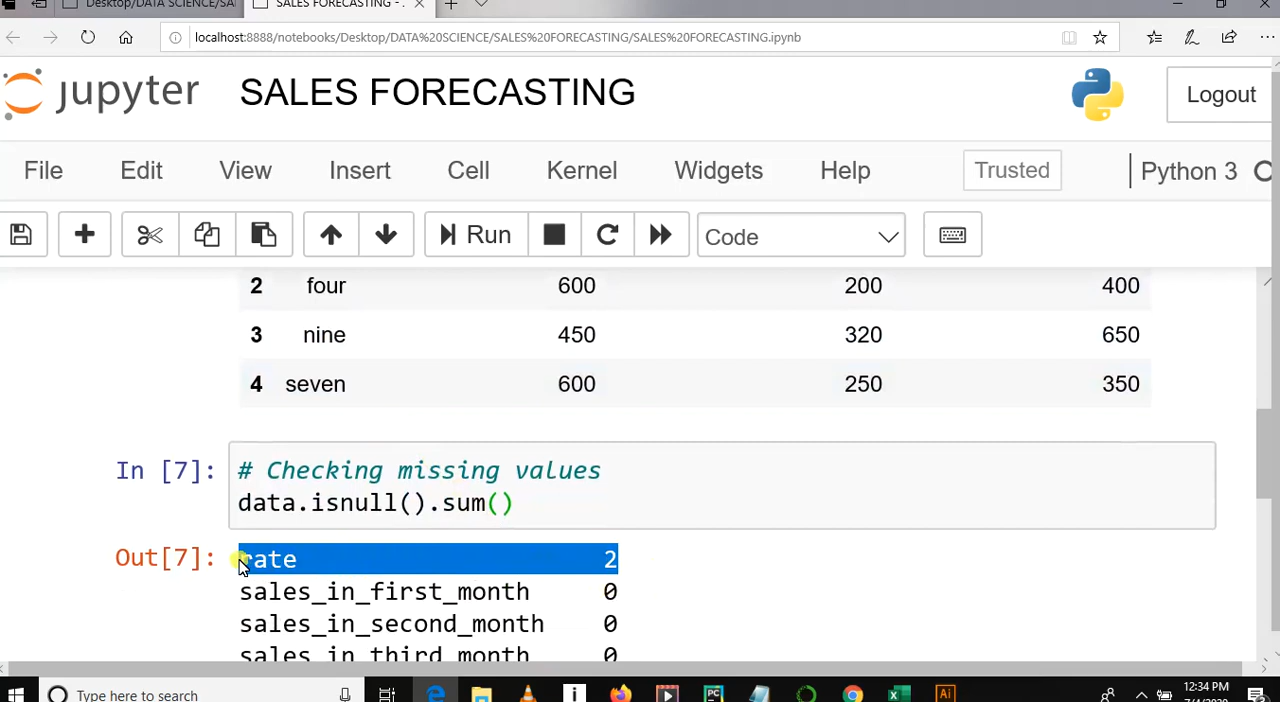 Desktop/DATA SCIENCE/SA
SALES FORECASTING - .
localhost:8888/notebooks/Desktop/DATA%20SCIENCE/SALES%20FORECASTING/SALES%20FORECASTING.ipynb
jupyter SALES FORECASTING Logout
File Edit View Insert Cell Kernel Widgets Help Trusted Python 3
Run Code
2 four 600 200 400
3 nine 450 320 650
4 seven 600 250 350
In [7]: # Checking missing values
data.isnull().sum()
Out[7]: rate 2
sales_in_first_month 0
sales_in_second_month 0
sales_in_third_month 0
Type here to search
12:34 PM